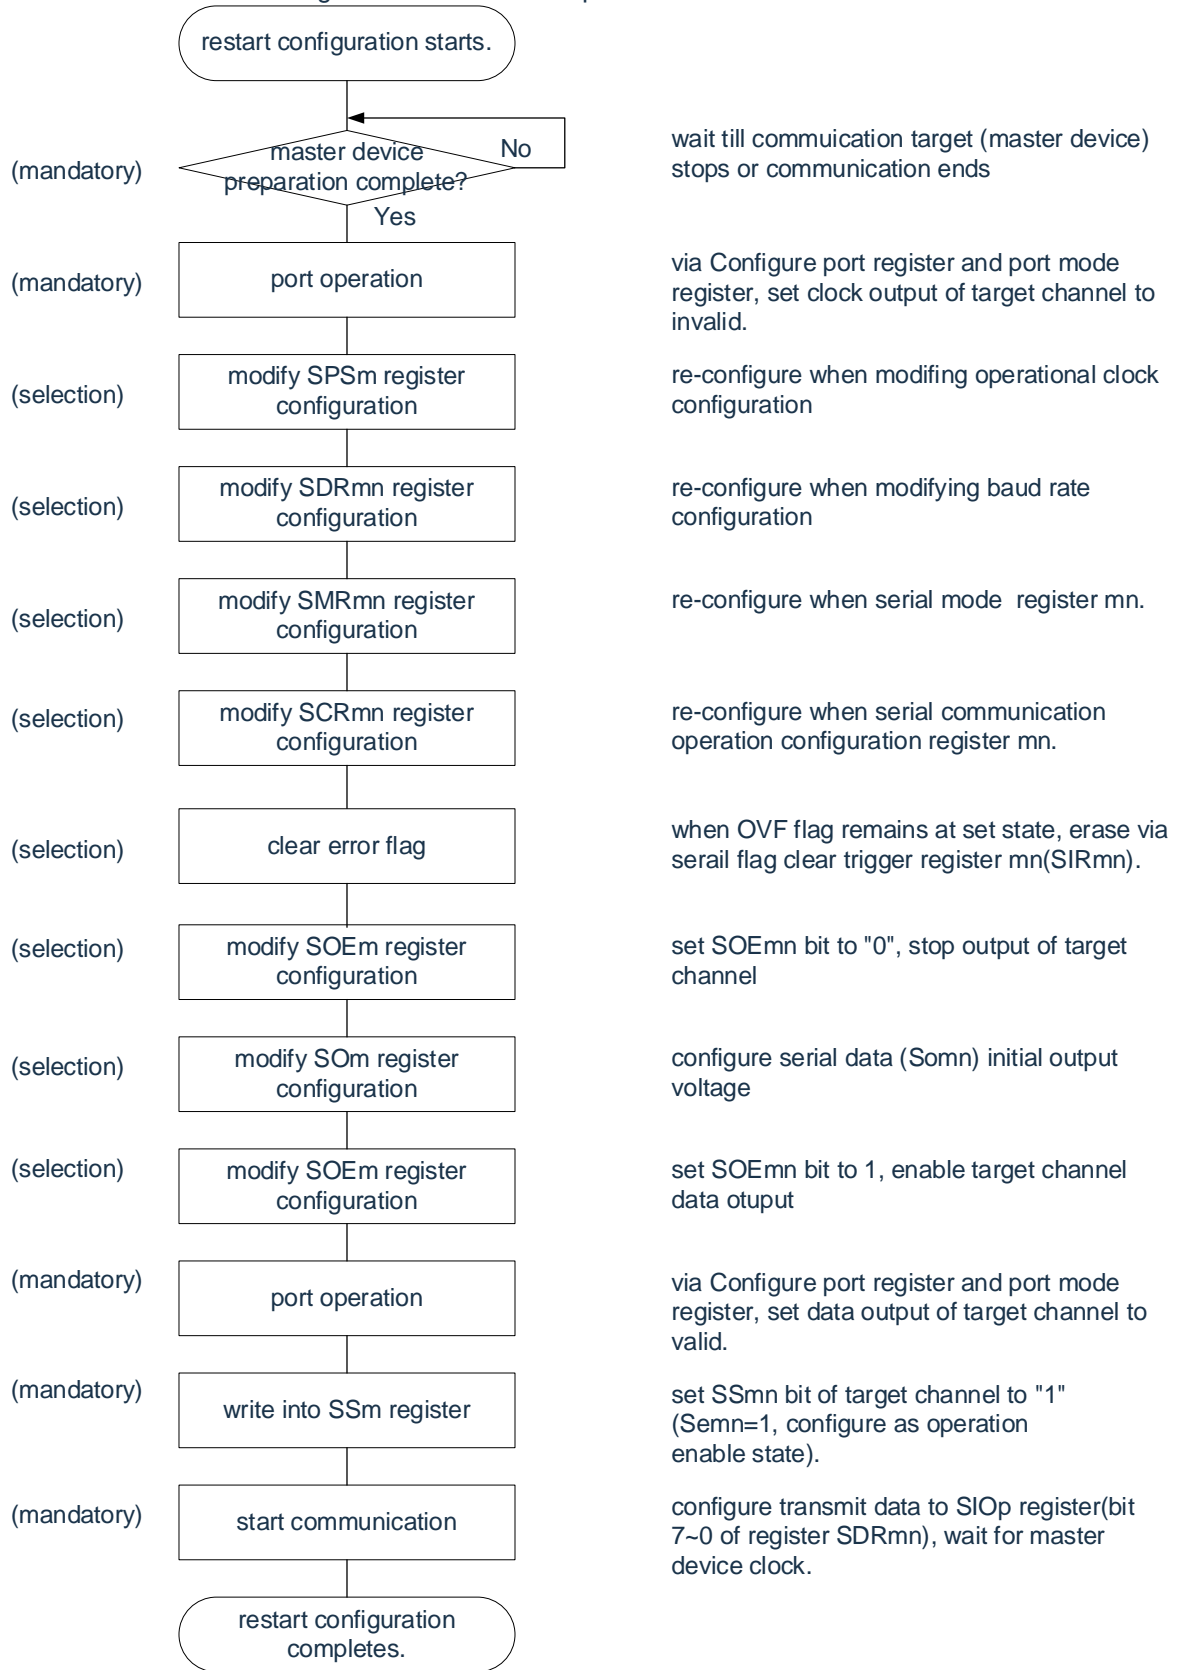 restart configuration starts.
(mandatory)
master device
preparation complete?
No
Yes
wait till commuication target (master device)
stops or communication ends
(mandatory)
port operation
via Configure port register and port mode
register, set clock output of target channel to
invalid.
(selection)
modify SPSm register
configuration
re-configure when modifing operational clock
configuration
(selection)
modify SDRmn register
configuration
re-configure when modifying baud rate
configuration
(selection)
modify SMRmn register
configuration
re-configure when serial mode  register mn.
(selection)
modify SCRmn register
configuration
re-configure when serial communication
operation configuration register mn.
(selection)
clear error flag
when OVF flag remains at set state, erase via
serail flag clear trigger register mn(SIRmn).
(selection)
modify SOEm register
configuration
set SOEmn bit to "0", stop output of target
channel
(selection)
modify SOm register
configuration
configure serial data (Somn) initial output
voltage
(selection)
modify SOEm register
configuration
set SOEmn bit to 1, enable target channel
data otuput
(mandatory)
port operation
via Configure port register and port mode
register, set data output of target channel to
valid.
(mandatory)
write into SSm register
set SSmn bit of target channel to "1"
(Semn=1, configure as operation
enable state).
(mandatory)
start communication
configure transmit data to SIOp register(bit
7~0 of register SDRmn), wait for master
device clock.
restart configuration
completes.